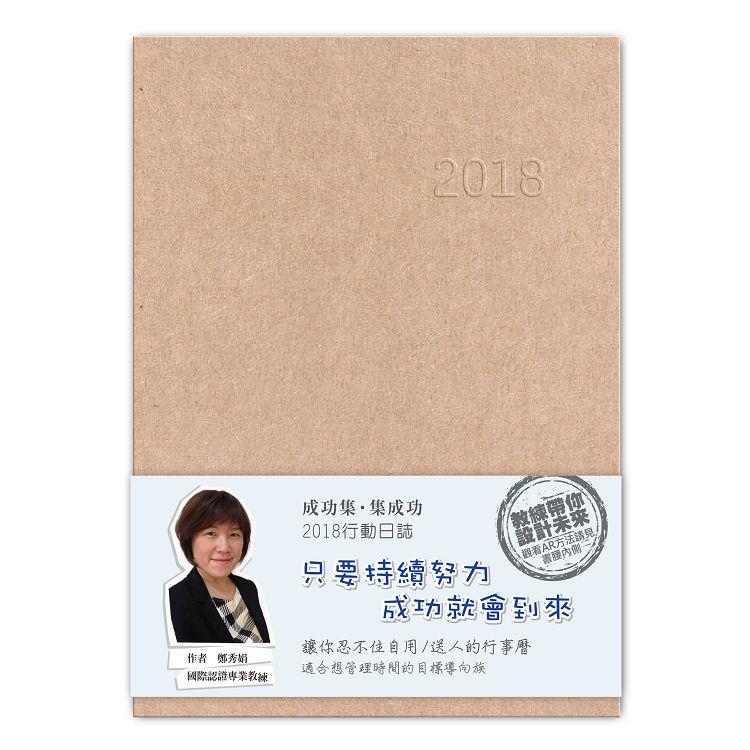 2018
成功集·集成功
2018行動日誌
教練帶你
設計未來
觀看AR方法請見
書腰內側
只要持續努力
成功就會到來
讓你忍不住自用/送人的行事曆
適合想管理時間的目標導向族
作者 鄭秀娟
國際認證專業教練